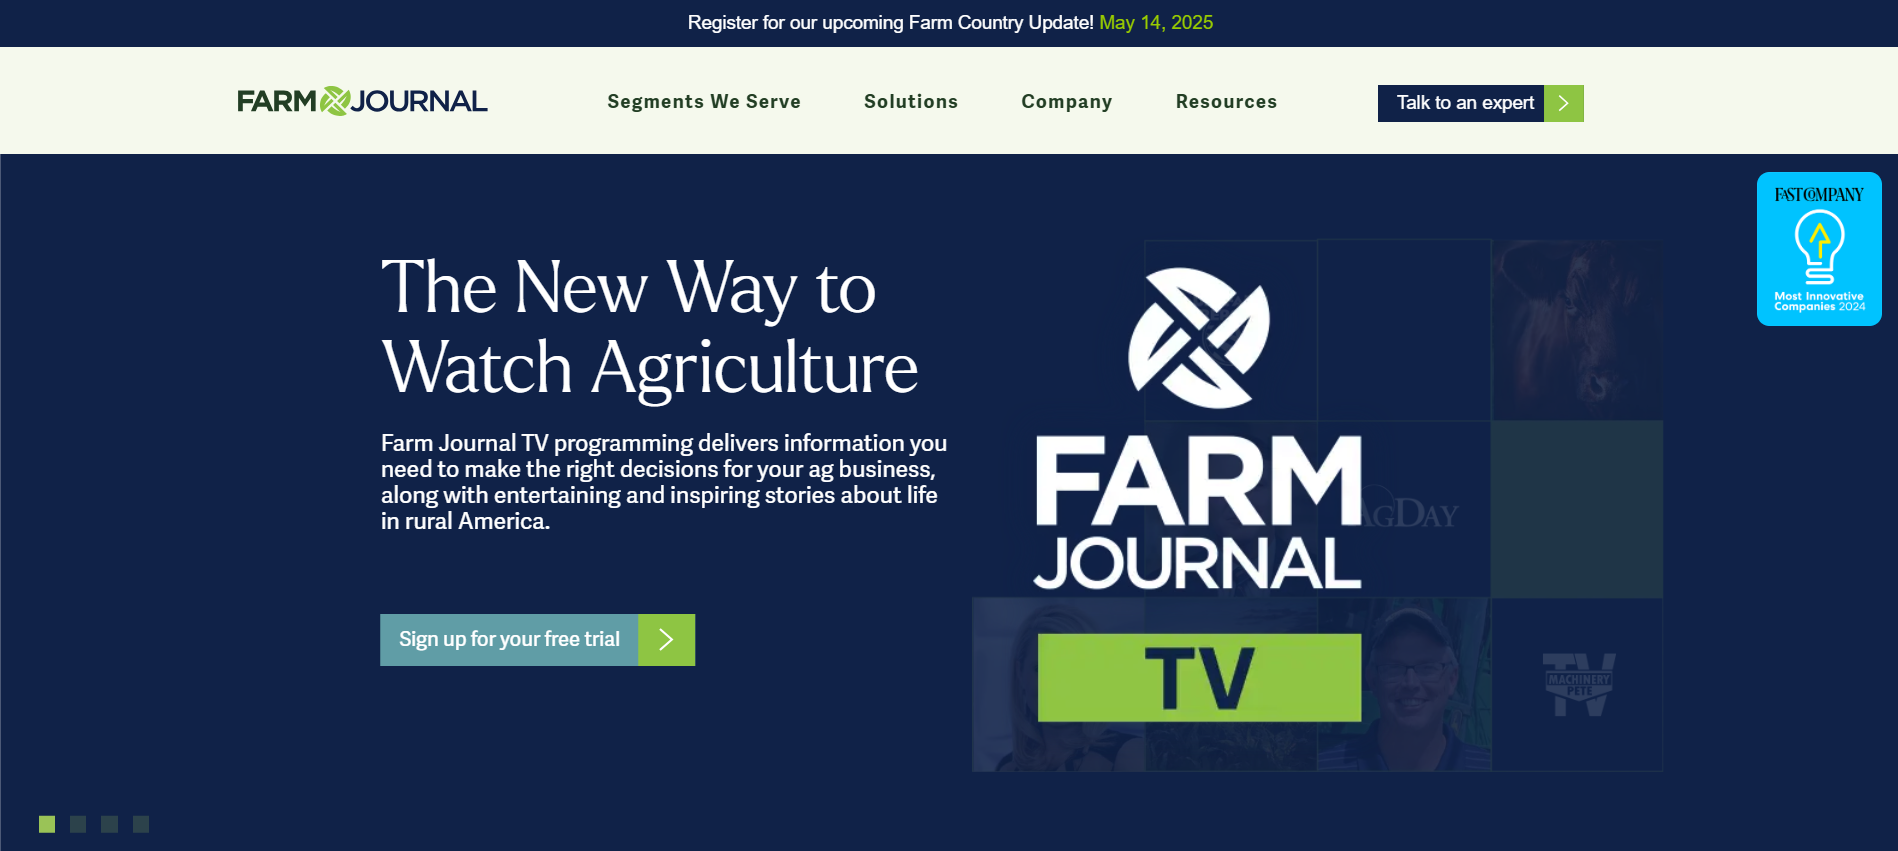 Register for our upcoming Farm Country Update! May 14, 2025
FARM JOURNAL
Segments We Serve
Solutions
Company
Resources
Talk to an expert
FAST COMPANY
Most Innovative
Companies 2024
The New Way to
Watch Agriculture
Farm Journal TV programming delivers information you
need to make the right decisions for your ag business,
along with entertaining and inspiring stories about life
in rural America.
Sign up for your free trial
FARM
JOURNAL
TV
AGDAY
TV
MACHINERY
PETE